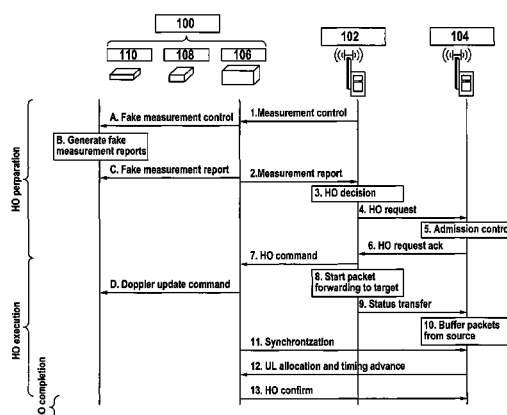 100
102
104
110
108
106
A. Fake measurement control
1.Measurement control
B. Generate fake
measurement reports
C. Fake measurement report
2.Measurement report
3. HO decision
4. HO request
5. Admission control
6. HO request ack
7. HO command
8. Start packet
forwarding to target
D. Doppler update command
9. Status transfer
10. Buffer packets
from source
11. Synchrontzation
12. UL allocation and timing advance
13. HO confirm
HO perparation
HO execution
O completion